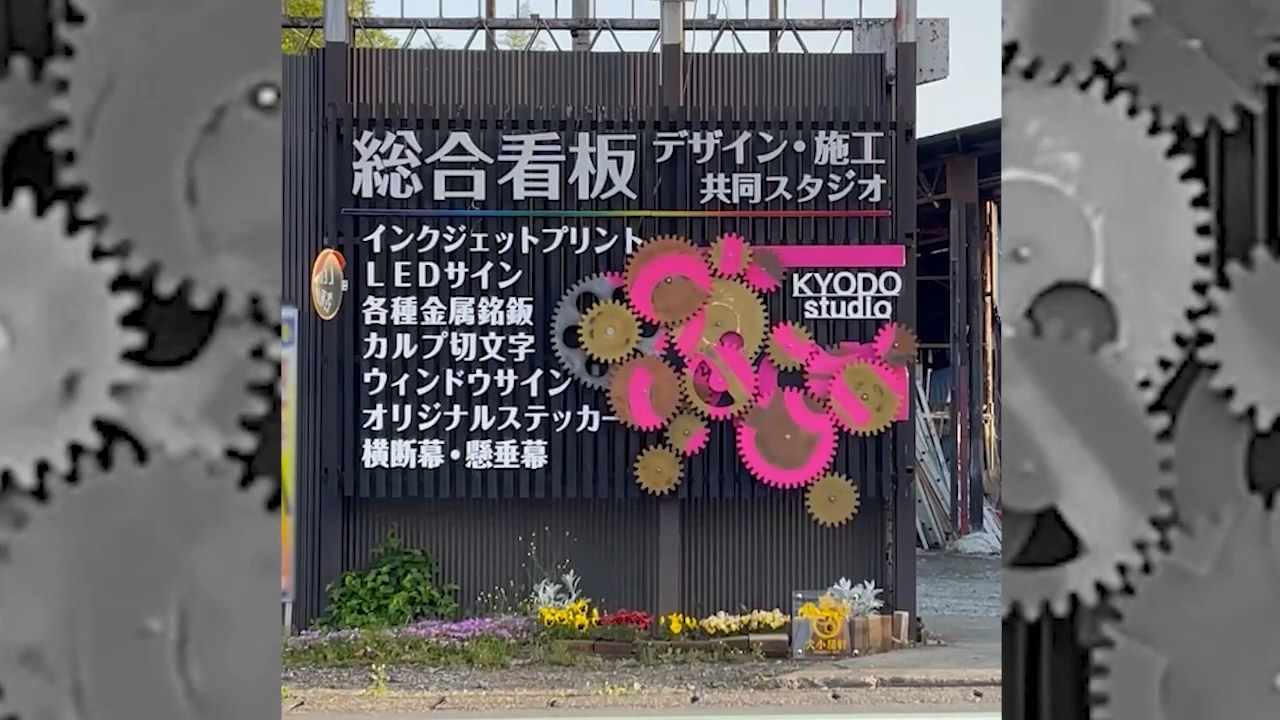 総合看板
デザイン・施工
共同スタジオ
インクジェットプリント
LEDサイン
各種金属銘鈑
カルプ切文字
ウィンドウサイン
オリジナルステッカー
横断幕・懸垂幕
KYODO
studio